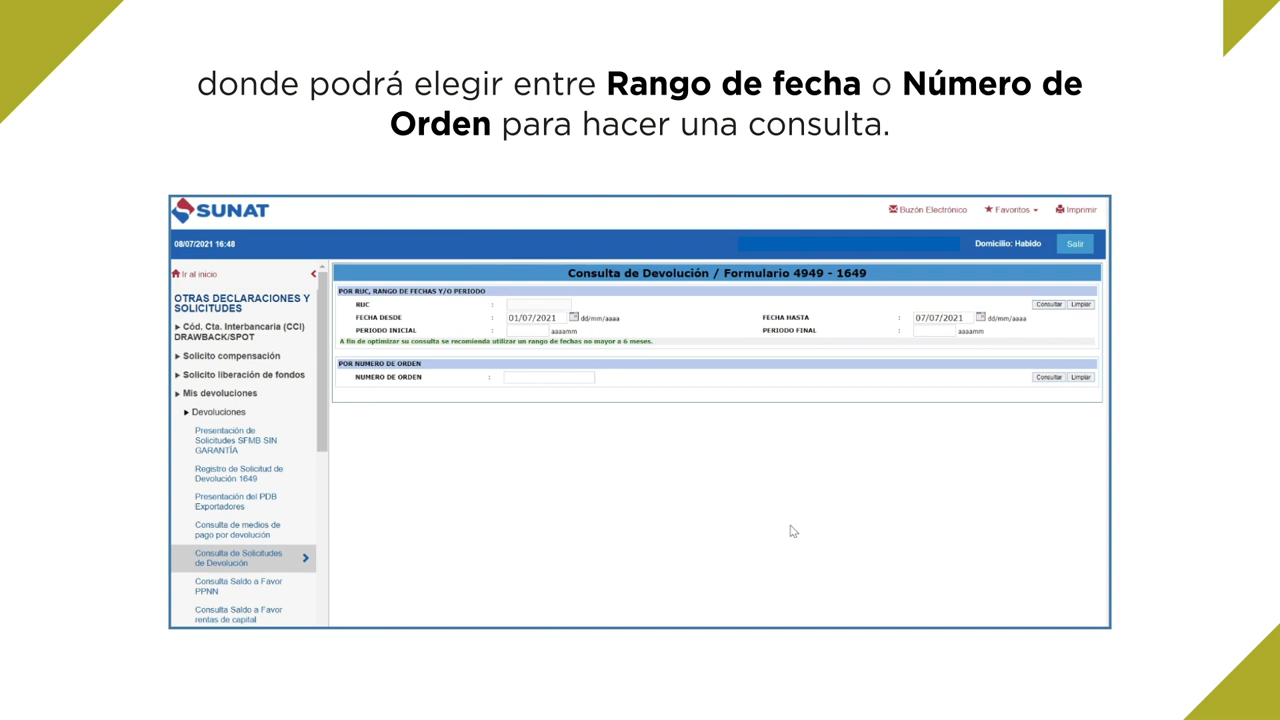 donde podrá elegir entre Rango de fecha o Número de
Orden para hacer una consulta.
SUNAT
Buzón Electrónico
Favoritos
Imprimir
08/07/2021 16:48
Domicilio: Habido
Salir
Ir al inicio
OTRAS DECLARACIONES Y
SOLICITUDES
Cód. Cta. Interbancaria (CCI)
DRAWBACK/SPOT
Solicito compensación
Solicito liberación de fondos
Mis devoluciones
Devoluciones
Presentación de
Solicitudes SFMB SIN
GARANTÍA
Registro de Solicitud de
Devolución 1649
Presentación del PDB
Exportadores
Consulta de medios de
pago por devolución
Consulta de Solicitudes
de Devolución
Consulta Saldo a Favor
PPNN
Consulta Saldo a Favor
rentas de capital
Consulta de Devolución / Formulario 4949 - 1649
POR RUC, RANGO DE FECHAS Y/O PERIODO
RUC :
Consultar Limpiar
FECHA DESDE : 01/07/2021 dd/mm/aaaa FECHA HASTA : 07/07/2021 dd/mm/aaaa
PERIODO INICIAL : aaaamm PERIODO FINAL : aaaamm
A fin de optimizar su consulta se recomienda utilizar un rango de fechas no mayor a 6 meses.
POR NUMERO DE ORDEN
NUMERO DE ORDEN :
Consultar Limpiar